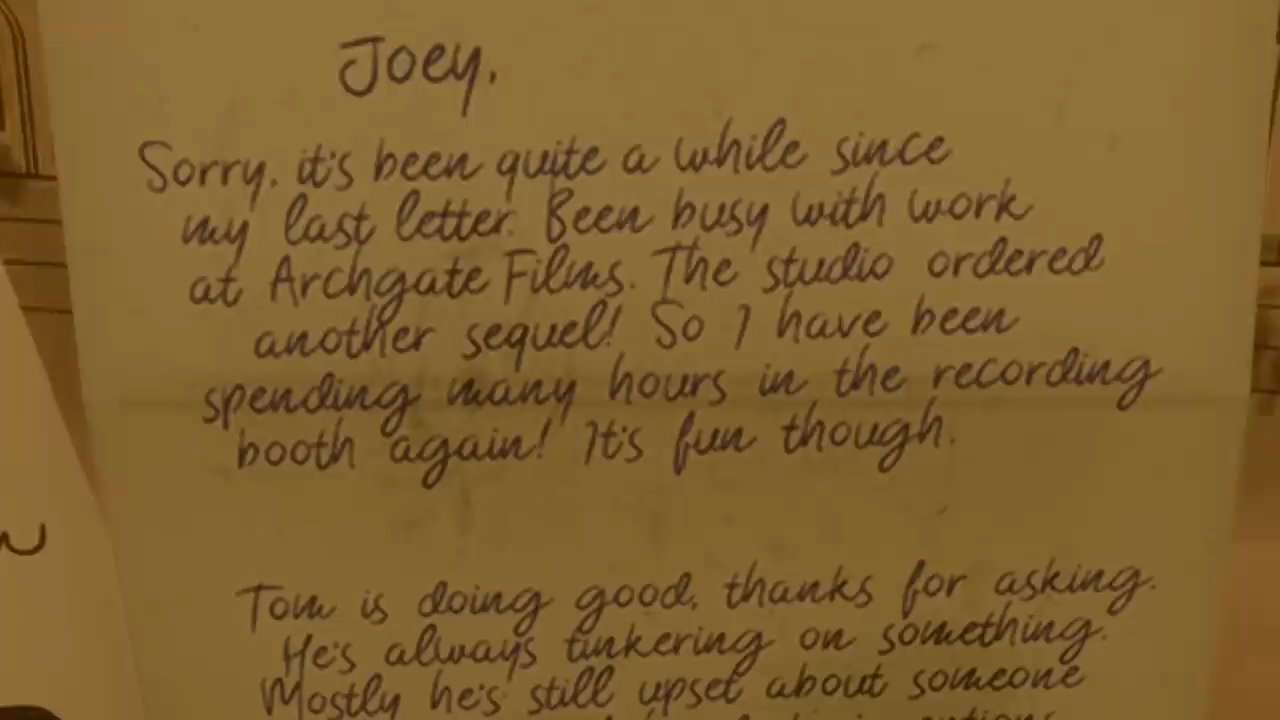 Joey,
Sorry, it's been quite a while since
my last letter. Been busy with work
at Archgate Films. The studio ordered
another sequel! So I have been
spending many hours in the recording
booth again! It's fun though.
Tom is doing good, thanks for asking.
He's always tinkering on something.
Mostly he's still upset about someone